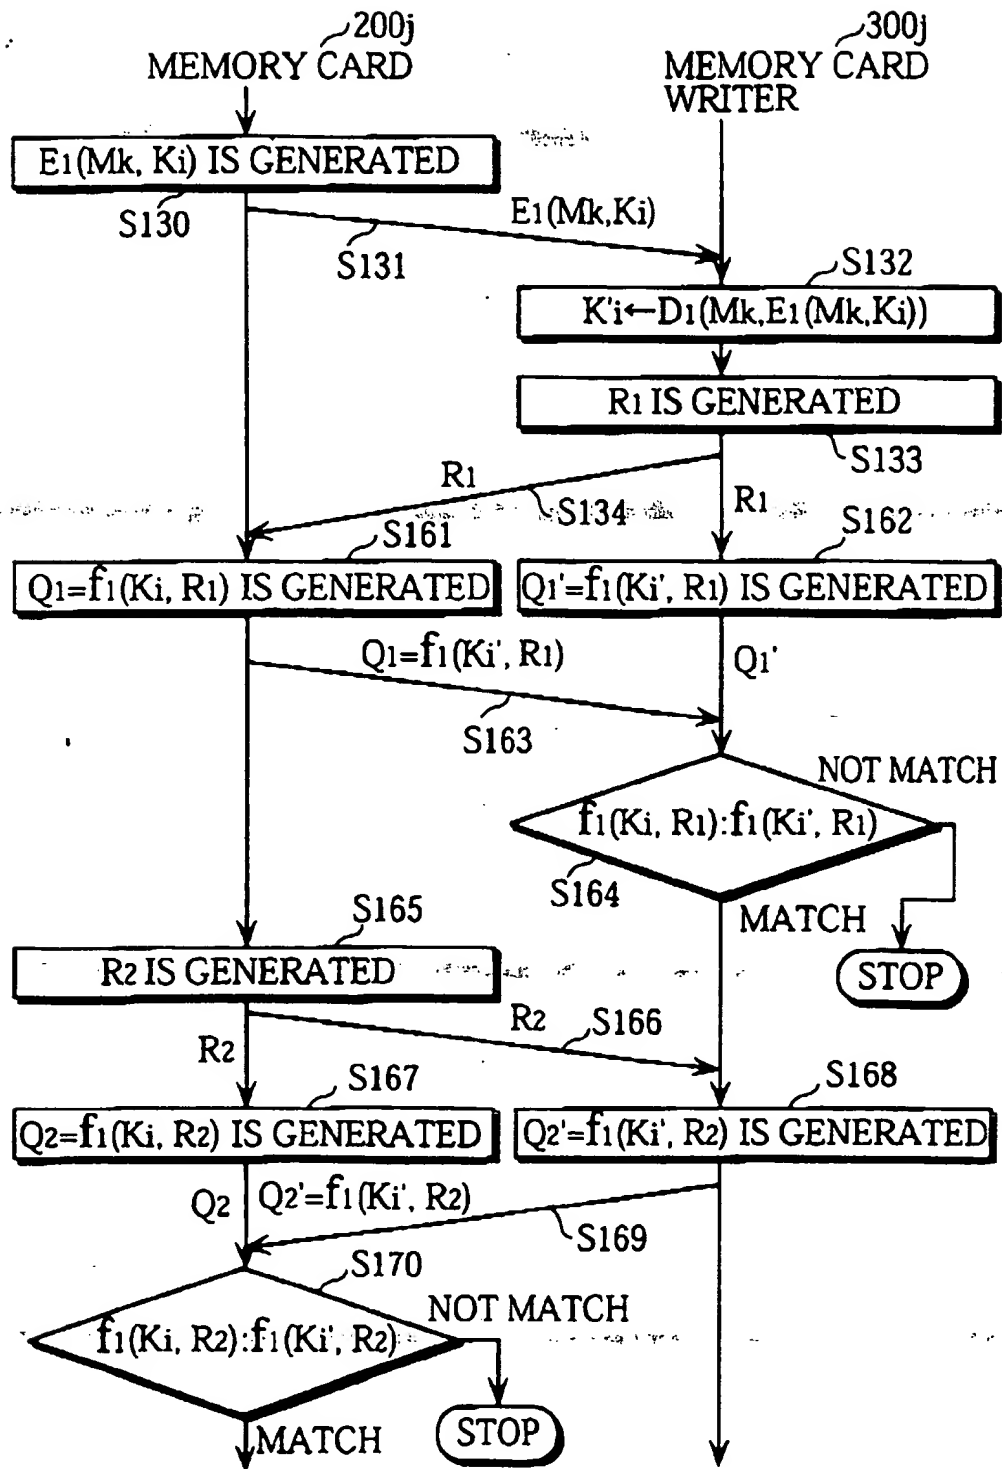 200j
MEMORY CARD
300j
MEMORY CARD
WRITER
E1(Mk, Ki) IS GENERATED
S130
E1(Mk,Ki)
S131
S132
K'i←D1(Mk,E1(Mk,Ki))
R1 IS GENERATED
S133
R1
S134
R1
S161
S162
Q1=f1(Ki, R1) IS GENERATED
Q1'=f1(Ki', R1) IS GENERATED
Q1=f1(Ki', R1)
Q1'
S163
NOT MATCH
f1(Ki, R1):f1(Ki', R1)
S164
MATCH
STOP
S165
R2 IS GENERATED
R2
S166
R2
S167
S168
Q2=f1(Ki, R2) IS GENERATED
Q2'=f1(Ki', R2) IS GENERATED
Q2
Q2'=f1(Ki', R2)
S169
S170
NOT MATCH
f1(Ki, R2):f1(Ki', R2)
STOP
MATCH